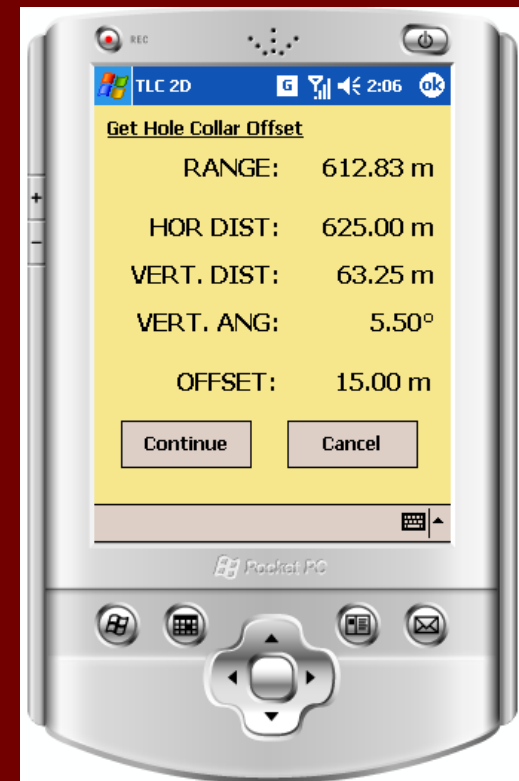 REC
TLC 2D G 2:06 ok
Get Hole Collar Offset
RANGE: 612.83 m
HOR DIST: 625.00 m
VERT. DIST: 63.25 m
VERT. ANG: 5.50°
OFFSET: 15.00 m
Continue Cancel
Pocket PC
+
−